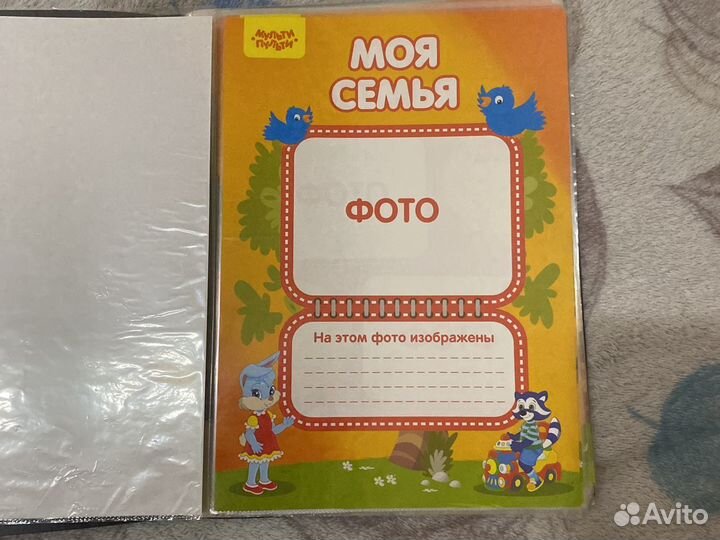 МУЛЬТИ
ПУЛЬТИ
МОЯ
СЕМЬЯ
ФОТО
На этом фото изображены
Avito